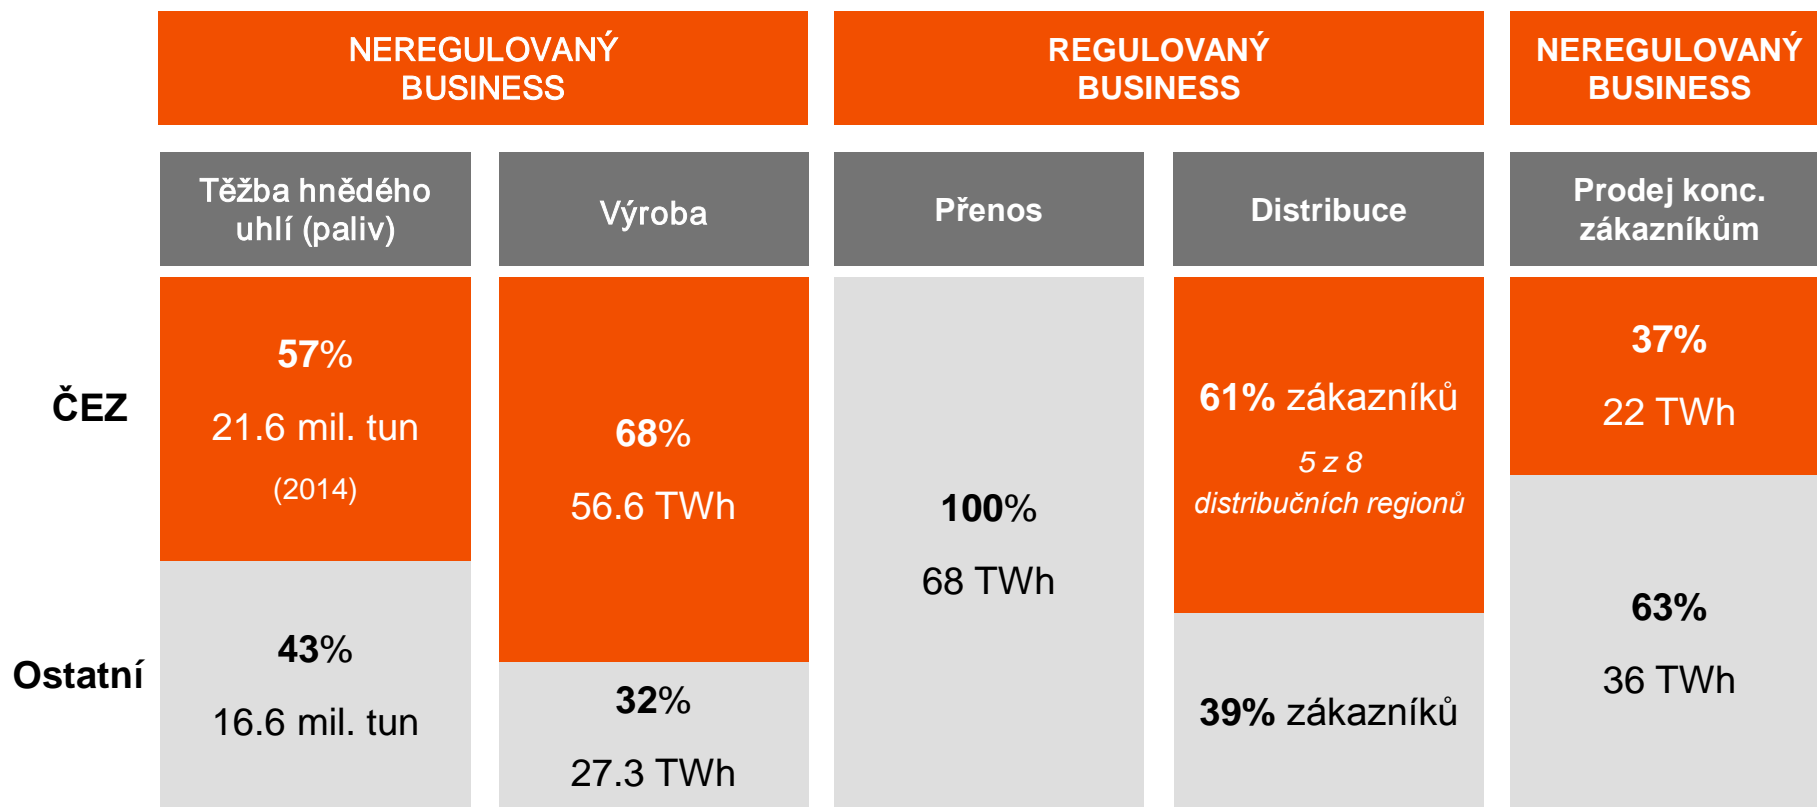 NEREGULOVANÝ
BUSINESS
REGULOVANÝ
BUSINESS
NEREGULOVANÝ
BUSINESS
Těžba hnědého
uhlí (paliv)
Výroba
Přenos
Distribuce
Prodej konc.
zákazníkům
ČEZ
57%
21.6 mil. tun
(2014)
68%
56.6 TWh
100%
68 TWh
61% zákazníků
5 z 8
distribučních regionů
37%
22 TWh
Ostatní
43%
16.6 mil. tun
32%
27.3 TWh
39% zákazníků
63%
36 TWh